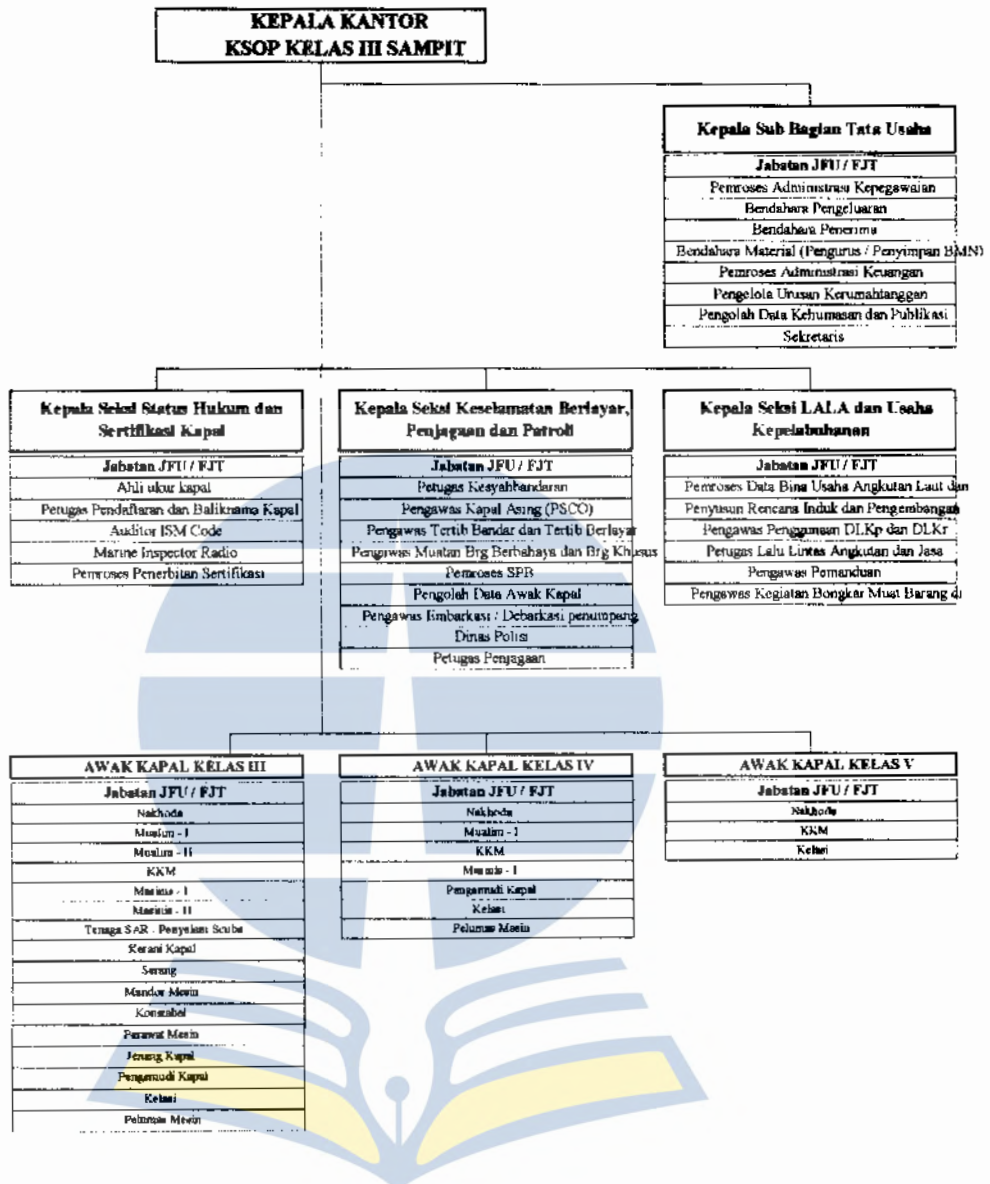 KEPALA KANTOR
KSOP KELAS III SAMPIT
Kepala Sub Bagian Tata Usaha
Jabatan JFU / FJT
Pemroses Administrasi Kepegawaian
Bendahara Pengeluaran
Bendahara Penerima
Bendahara Material (Pengurus / Penyimpan BMN)
Pemroses Administrasi Keuangan
Pengelola Urusan Kerumahtanggan
Pengolah Data Kehumasan dan Publikasi
Sekretaris
Kepala Seksi Status Hukum dan
Sertifikasi Kapal
Jabatan JFU / FJT
Ahli ukur kapal
Petugas Pendaftaran dan Baliknama Kapal
Auditor ISM Code
Marine Inspector Radio
Pemroses Penerbitan Sertifikasi
Kepala Seksi Keselamatan Berlayar,
Penjagaan dan Patroli
Jabatan JFU / FJT
Petugas Kesyahbandaran
Pengawas Kapal Asing (PSCO)
Pengawas Tertib Bandar dan Tertib Berlayar
Pengawas Muatan Brg Berbahaya dan Brg Khusus
Pemroses SPB
Pengolah Data Awak Kapal
Pengawas Embarkasi / Debarkasi penumpang
Dinas Polisi
Petugas Penjagaan
Kepala Seksi LALA dan Usaha
Kepelabuhanan
Jabatan JFU / FJT
Pemroses Data Bina Usaha Angkutan Laut dan
Penyusun Rencana Induk dan Pengembangan
Pengawas Penggunaan DLKp dan DLKr
Petugas Lalu Lintas Angkutan dan Jasa
Pengawas Pemanduan
Pengawas Kegiatan Bongkar Muat Barang di
AWAK KAPAL KELAS III
Jabatan JFU / FJT
Nakhoda
Mualim - I
Mualim - II
KKM
Masinis - I
Masinis - II
Tenaga SAR - Penyelam Scuba
Kerani Kapal
Serang
Mandor Mesin
Konstabel
Perawat Mesin
Jenang Kapal
Pengemudi Kapal
Kelasi
Pelumas Mesin
AWAK KAPAL KELAS IV
Jabatan JFU / FJT
Nakhoda
Mualim - I
KKM
Masinis - I
Pengemudi Kapal
Kelasi
Pelumas Mesin
AWAK KAPAL KELAS V
Jabatan JFU / FJT
Nakhoda
KKM
Kelasi